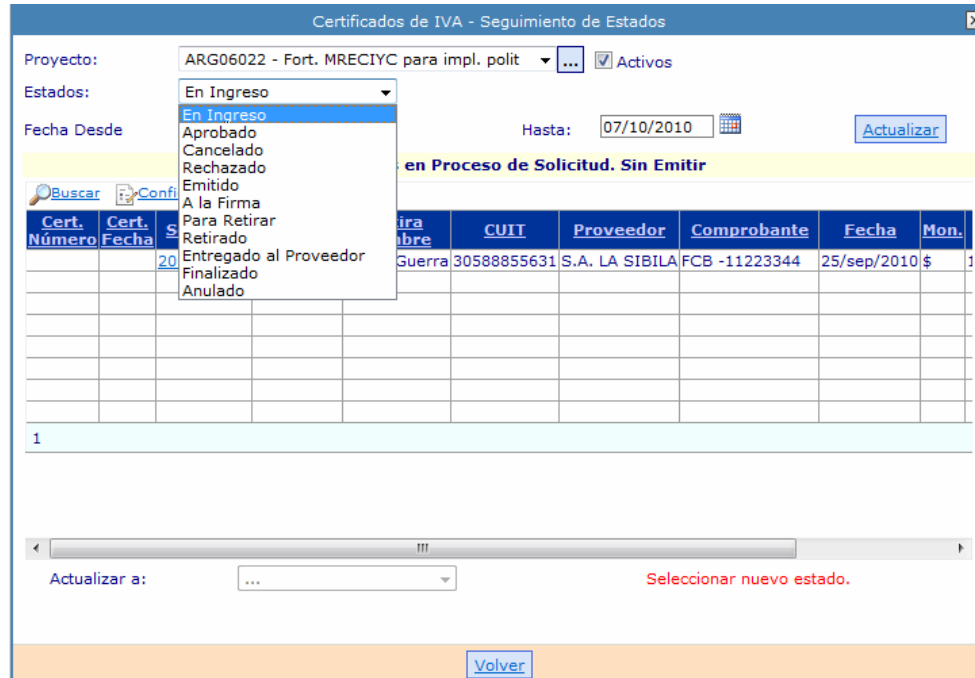 Certificados de IVA - Seguimiento de Estados
Proyecto: ARG06022 - Fort. MRECIYC para impl. polit ... Activos
Estados: En Ingreso
En Ingreso
Aprobado
Cancelado
Rechazado
Emitido
A la Firma
Para Retirar
Retirado
Entregado al Proveedor
Finalizado
Anulado
Fecha Desde Hasta: 07/10/2010 Actualizar
en Proceso de Solicitud. Sin Emitir
Buscar
Cert. Número Cert. Fecha CUIT Proveedor Comprobante Fecha Mon.
20 Guerra 30588855631 S.A. LA SIBILA FCB -11223344 25/sep/2010 $
1
Actualizar a: ... Seleccionar nuevo estado.
Volver